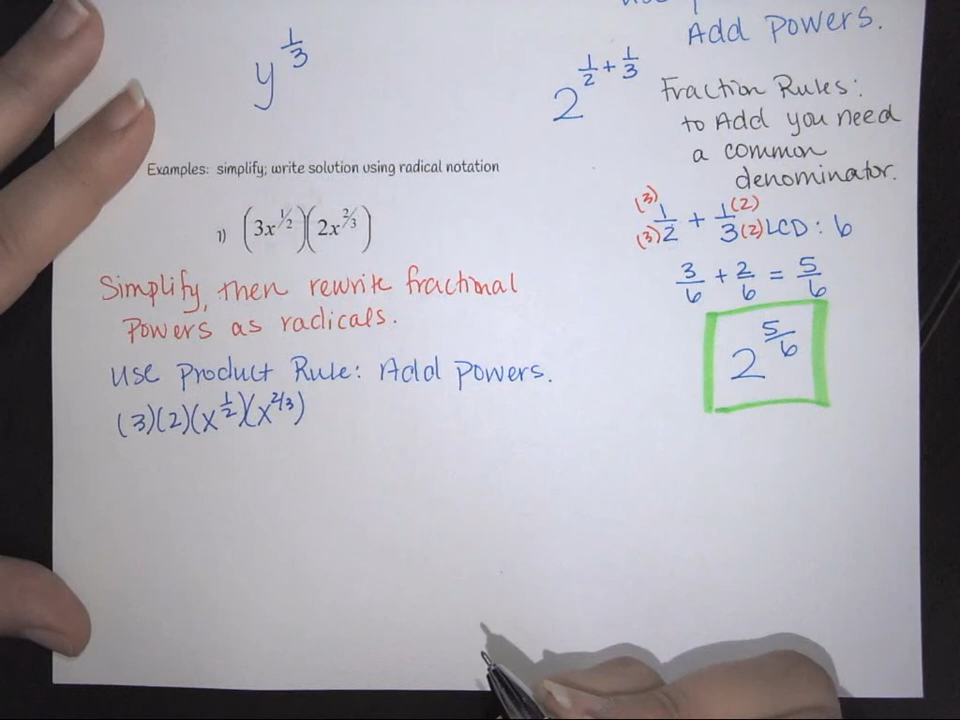 Add Powers.
y^{1/3}
2^{1/2 + 1/3}
Fraction Rules:
to Add you need
a common
denominator.
Examples: simplify; write solution using radical notation
1) (3x^{1/2})(2x^{2/3})
(3) 1/(3) 2 + 1 (2)/3 (2) LCD: 6
3/6 + 2/6 = 5/6
2^{5/6}
Simplify, then rewrite fractional
Powers as radicals.
Use Product Rule: Add Powers.
(3)(2)(x^{1/2})(x^{2/3})